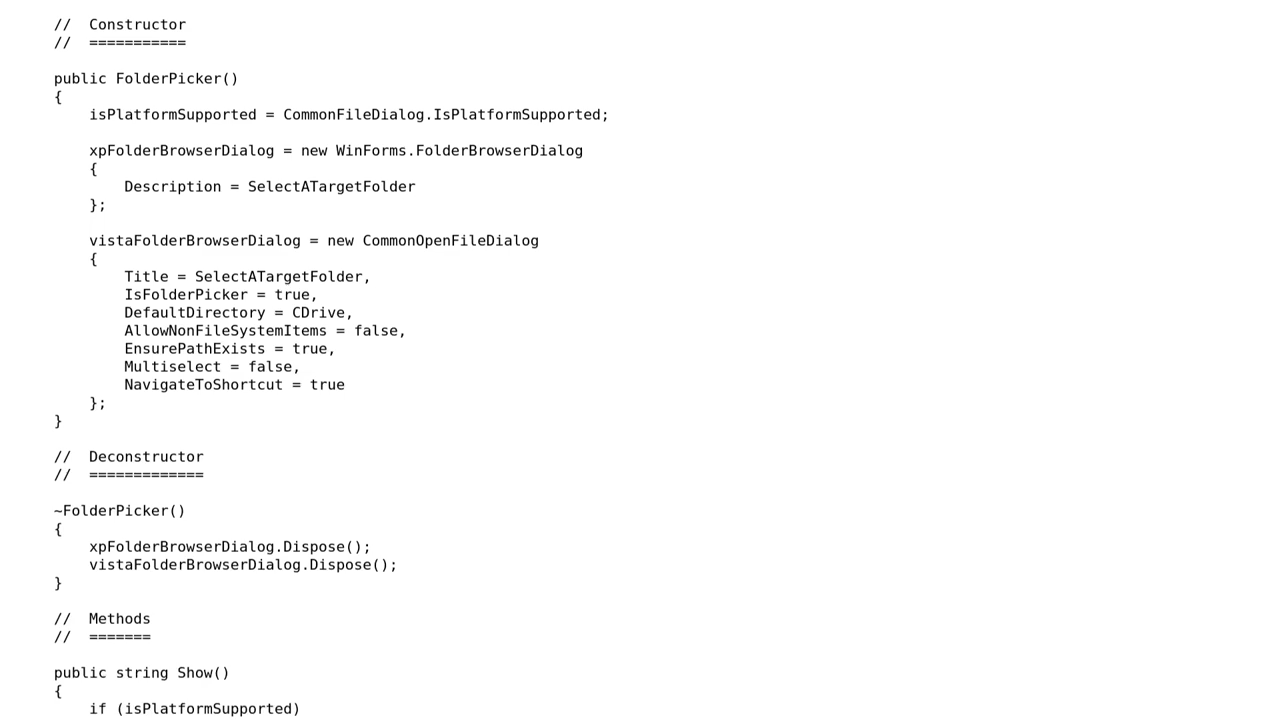 //  Constructor
//  ===========
public FolderPicker()
{
    isPlatformSupported = CommonFileDialog.IsPlatformSupported;
    xpFolderBrowserDialog = new WinForms.FolderBrowserDialog
    {
        Description = SelectATargetFolder
    };
    vistaFolderBrowserDialog = new CommonOpenFileDialog
    {
        Title = SelectATargetFolder,
        IsFolderPicker = true,
        DefaultDirectory = CDrive,
        AllowNonFileSystemItems = false,
        EnsurePathExists = true,
        Multiselect = false,
        NavigateToShortcut = true
    };
}
//  Deconstructor
//  =============
~FolderPicker()
{
    xpFolderBrowserDialog.Dispose();
    vistaFolderBrowserDialog.Dispose();
}
//  Methods
//  =======
public string Show()
{
    if (isPlatformSupported)